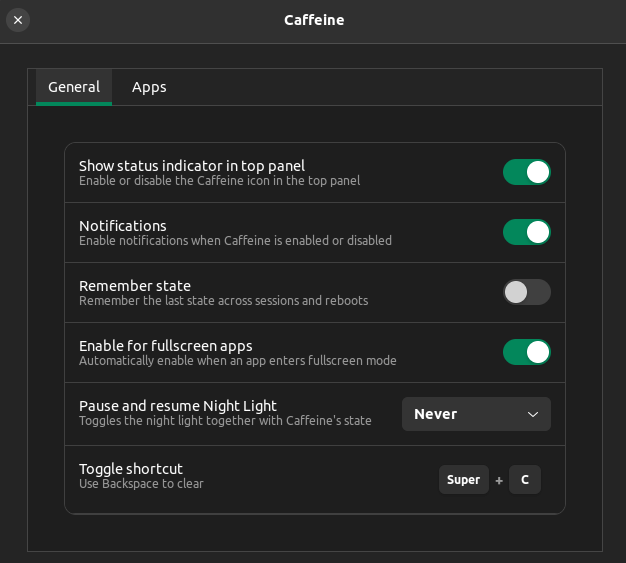 Caffeine
General Apps
Show status indicator in top panel
Enable or disable the Caffeine icon in the top panel
Notifications
Enable notifications when Caffeine is enabled or disabled
Remember state
Remember the last state across sessions and reboots
Enable for fullscreen apps
Automatically enable when an app enters fullscreen mode
Pause and resume Night Light
Toggles the night light together with Caffeine's state
Never
Toggle shortcut
Use Backspace to clear
Super + C